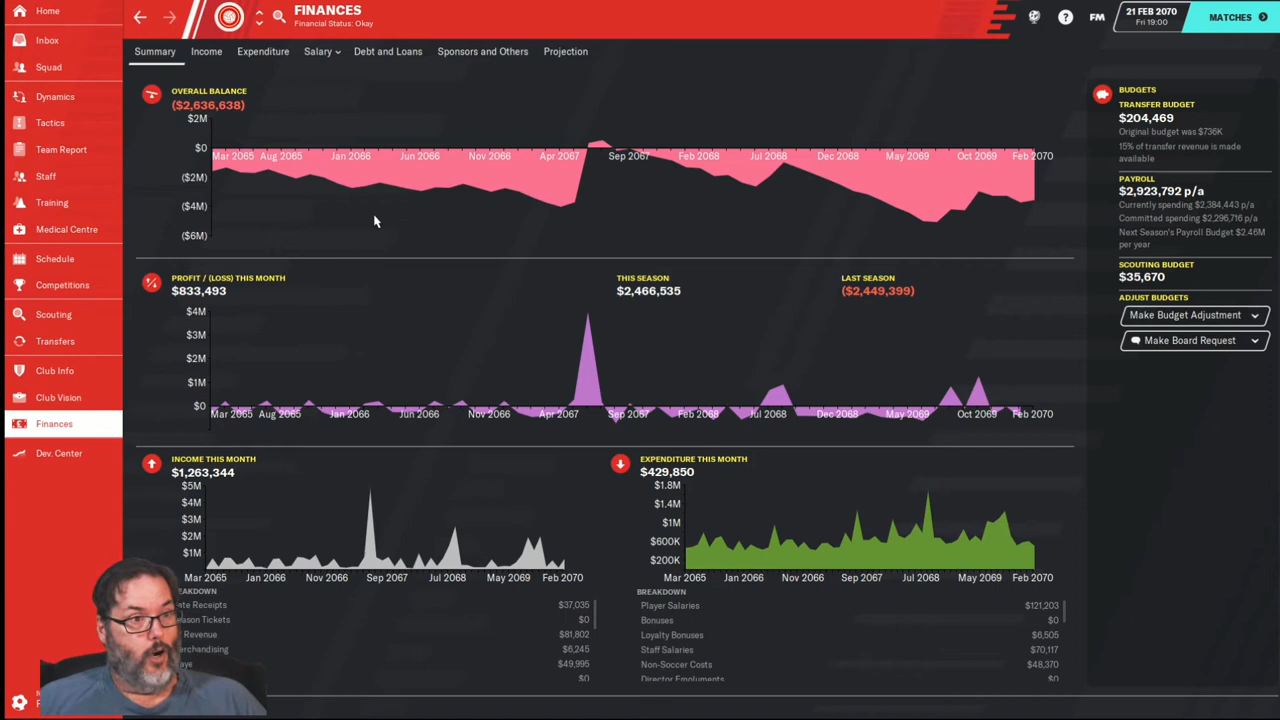 Home
Inbox
Squad
Dynamics
Tactics
Team Report
Staff
Training
Medical Centre
Schedule
Competitions
Scouting
Transfers
Club Info
Club Vision
Finances
Dev. Center
FINANCES
Financial Status: Okay
FM
21 FEB 2070
Fri 19:00
MATCHES
Summary
Income
Expenditure
Salary
Debt and Loans
Sponsors and Others
Projection
OVERALL BALANCE
($2,636,638)
$2M
$0
($2M)
($4M)
($6M)
Mar 2065 Aug 2065 Jan 2066 Jun 2066 Nov 2066 Apr 2067 Sep 2067 Feb 2068 Jul 2068 Dec 2068 May 2069 Oct 2069 Feb 2070
PROFIT / (LOSS) THIS MONTH
$833,493
THIS SEASON
$2,466,535
LAST SEASON
($2,449,399)
$4M
$3M
$2M
$1M
$0
Mar 2065 Aug 2065 Jan 2066 Jun 2066 Nov 2066 Apr 2067 Sep 2067 Feb 2068 Jul 2068 Dec 2068 May 2069 Oct 2069 Feb 2070
INCOME THIS MONTH
$1,263,344
$5M
$4M
$3M
$2M
$1M
Mar 2065 Jan 2066 Nov 2066 Sep 2067 Jul 2068 May 2069 Feb 2070
EAKDOWN
ate Receipts $37,035
eason Tickets $0
Revenue $81,802
erchandising $6,245
$49,995
$0
EXPENDITURE THIS MONTH
$429,850
$1.8M
$1.4M
$1M
$600K
$200K
Mar 2065 Jan 2066 Nov 2066 Sep 2067 Jul 2068 May 2069 Feb 2070
BREAKDOWN
Player Salaries $121,203
Bonuses $0
Loyalty Bonuses $6,505
Staff Salaries $70,117
Non-Soccer Costs $48,370
Director Emoluments $0
BUDGETS
TRANSFER BUDGET
$204,469
Original budget was $736K
15% of transfer revenue is made
available
PAYROLL
$2,923,792 p/a
Currently spending $2,384,443 p/a
Committed spending $2,296,716 p/a
Next Season's Payroll Budget $2.46M
per year
SCOUTING BUDGET
$35,670
ADJUST BUDGETS
Make Budget Adjustment
Make Board Request